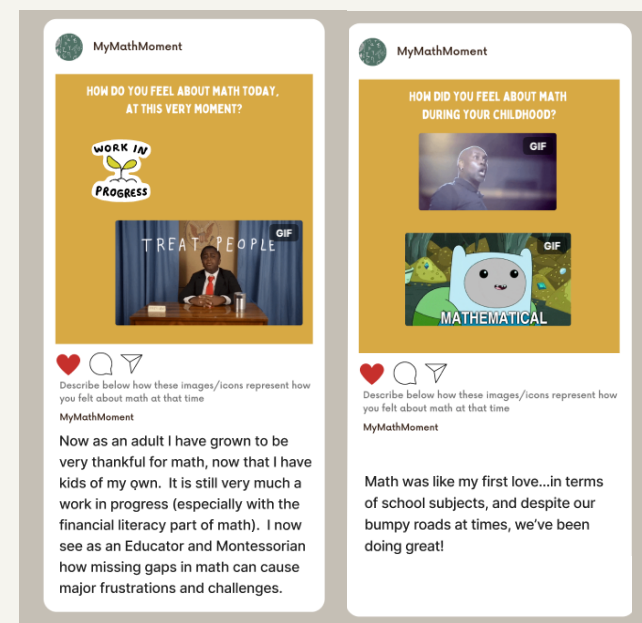 MyMathMoment
HOW DO YOU FEEL ABOUT MATH TODAY,
AT THIS VERY MOMENT?
WORK IN
PROGRESS
GIF
TREAT PEOPLE
Describe below how these images/icons represent how
you felt about math at that time
MyMathMoment
Now as an adult I have grown to be
very thankful for math, now that I have
kids of my own.  It is still very much a
work in progress (especially with the
financial literacy part of math).  I now
see as an Educator and Montessorian
how missing gaps in math can cause
major frustrations and challenges.
MyMathMoment
HOW DID YOU FEEL ABOUT MATH
DURING YOUR CHILDHOOD?
GIF
GIF
MATHEMATICAL
Describe below how these images/icons represent how
you felt about math at that time
MyMathMoment
Math was like my first love...in terms
of school subjects, and despite our
bumpy roads at times, we've been
doing great!